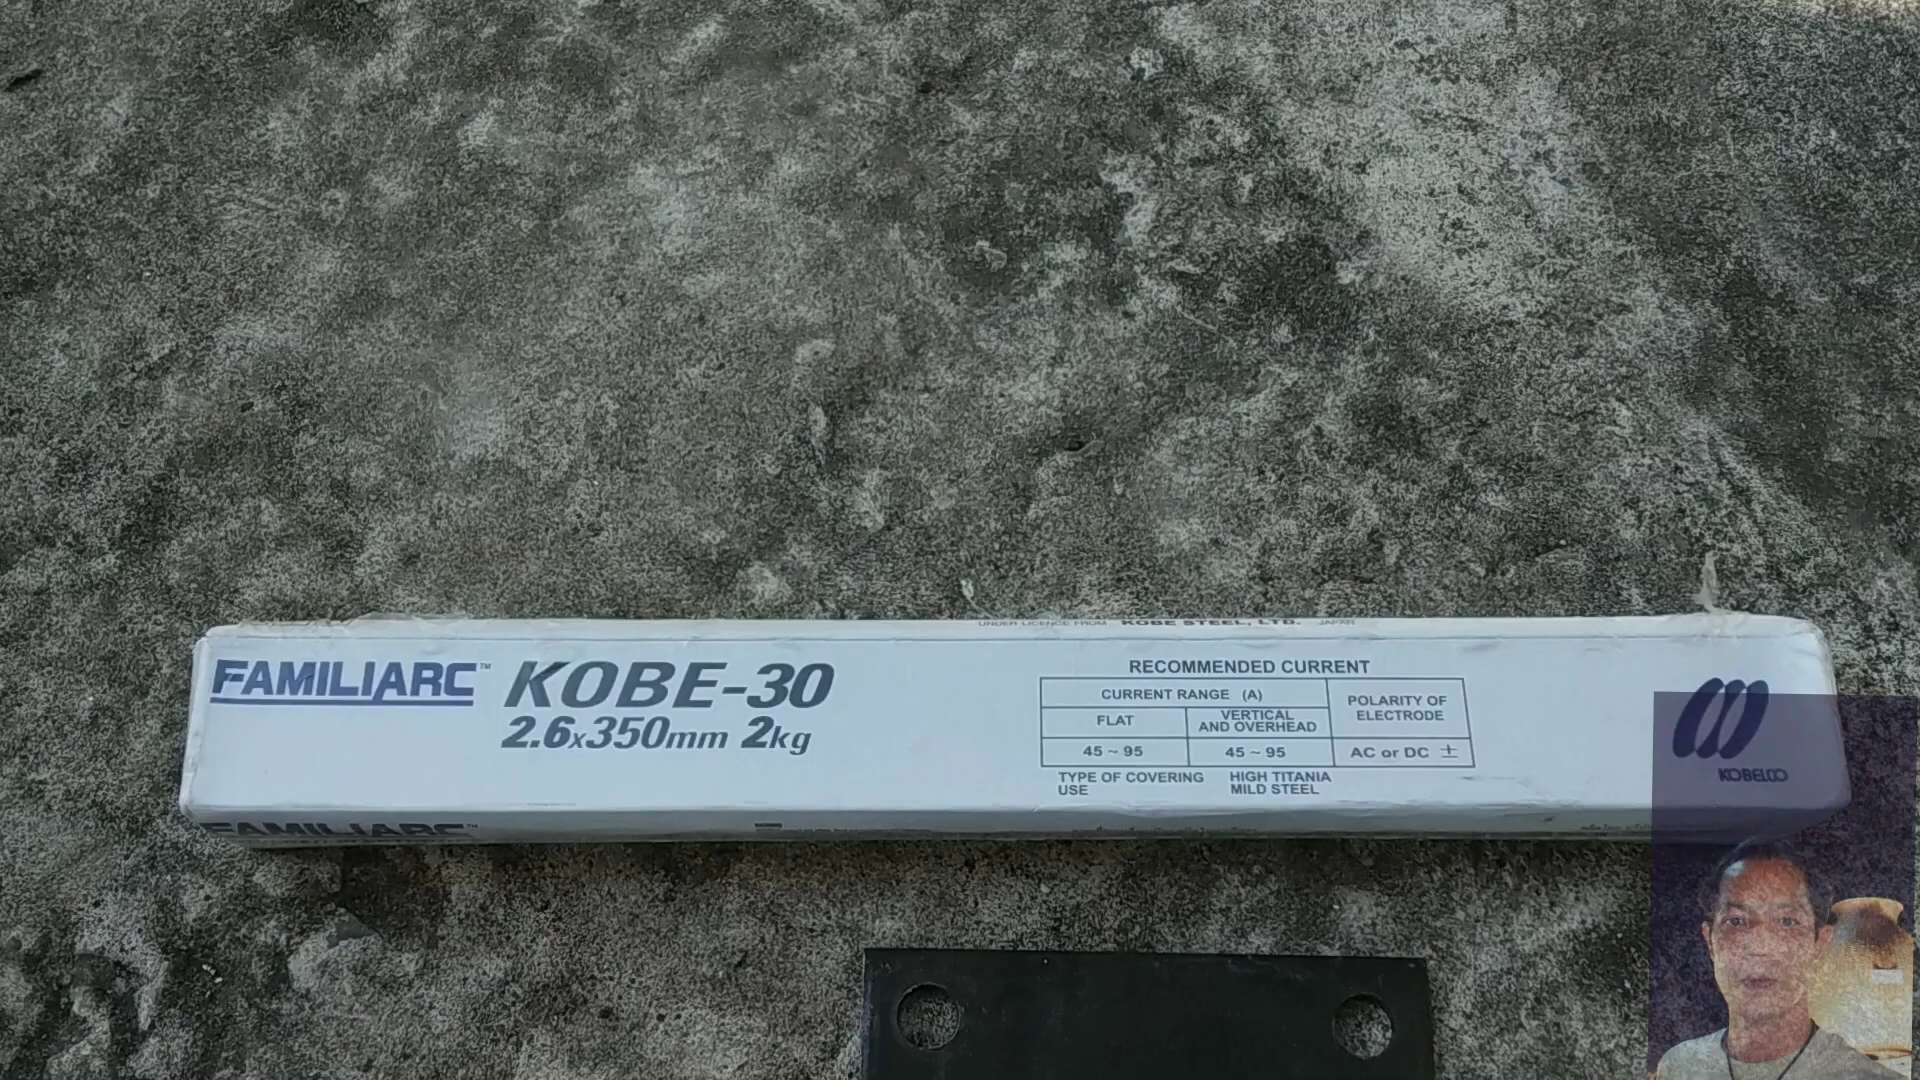 UNDER LICENCE FROM KOBE STEEL, LTD. JAPAN
FAMILIARC™ KOBE-30
2.6x350mm 2kg
RECOMMENDED CURRENT
CURRENT RANGE (A)
POLARITY OF ELECTRODE
FLAT
VERTICAL AND OVERHEAD
45 ~ 95
45 ~ 95
AC or DC ±
TYPE OF COVERING HIGH TITANIA
USE MILD STEEL
KOBELCO
FAMILIARC™